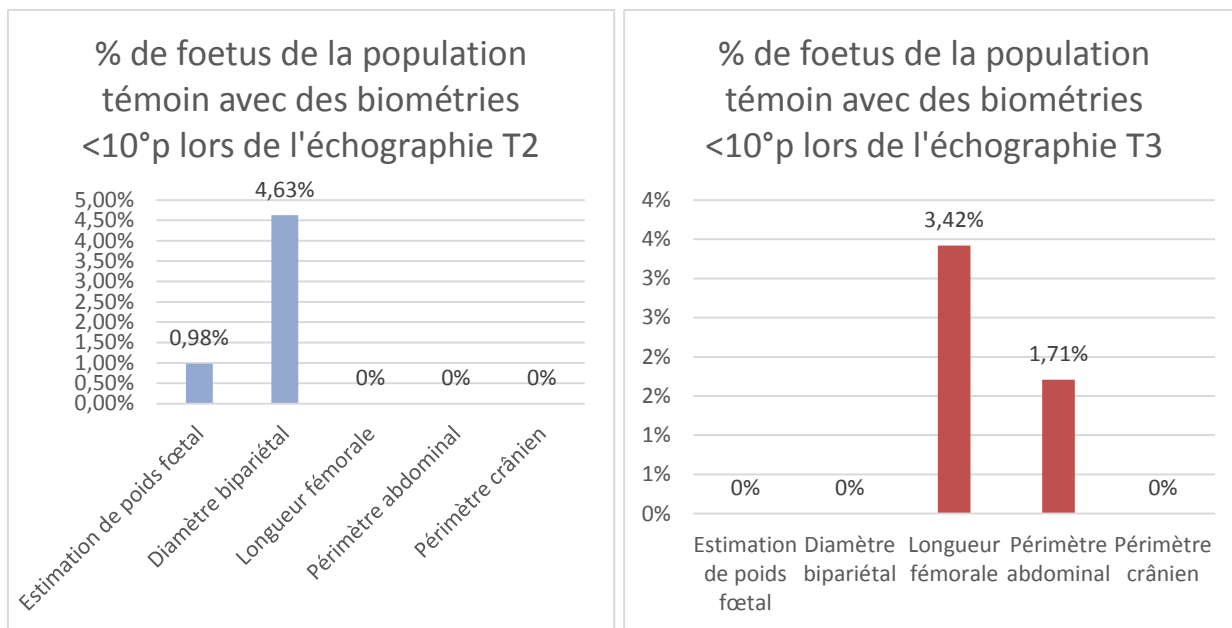 % de foetus de la population
témoin avec des biométries
<10°p lors de l'échographie T2
5,00%
4,50%
4,00%
3,50%
3,00%
2,50%
2,00%
1,50%
1,00%
0,50%
0,00%
0,98%
4,63%
0%
0%
0%
Estimation de poids fœtal
Diamètre bipariétal
Longueur fémorale
Périmètre abdominal
Périmètre crânien
% de foetus de la population
témoin avec des biométries
<10°p lors de l'échographie T3
4%
4%
3%
3%
2%
2%
1%
1%
0%
0%
0%
3,42%
1,71%
0%
Estimation
de poids
fœtal
Diamètre
bipariétal
Longueur
fémorale
Périmètre
abdominal
Périmètre
crânien